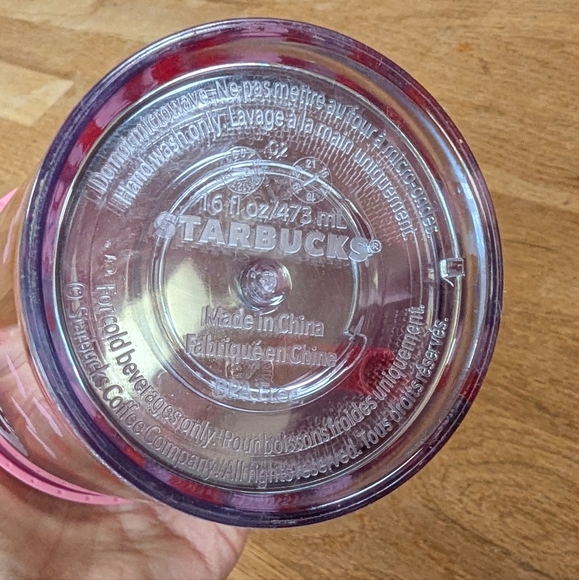 Do not microwave. Ne pas mettre au four à micro-ondes.
Hand wash only. Lavage à la main uniquement.
16 fl oz/473 mL
STARBUCKS®
Made in China
Fabriqué en Chine
BPA Free
For cold beverages only. Pour boissons froides uniquement.
© Starbucks Coffee Company. All rights reserved. Tous droits réservés.